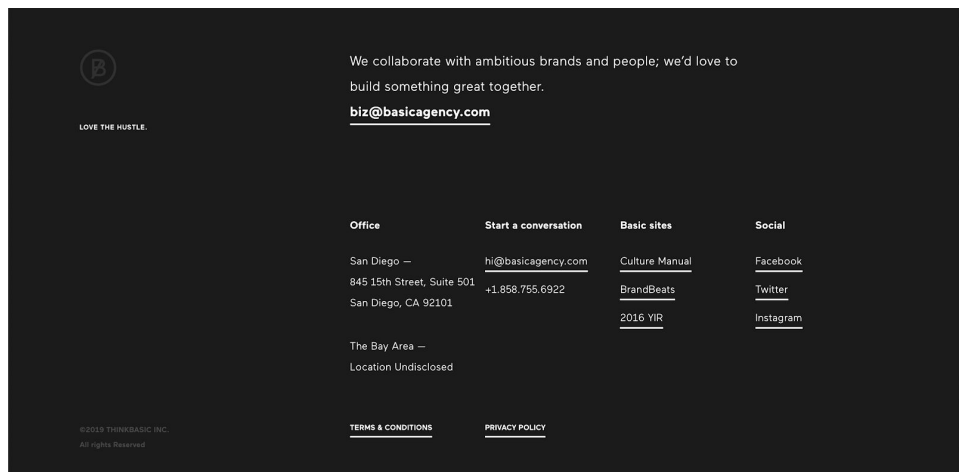 B
LOVE THE HUSTLE.
We collaborate with ambitious brands and people; we'd love to
build something great together.
biz@basicagency.com
Office
San Diego —
845 15th Street, Suite 501
San Diego, CA 92101
The Bay Area —
Location Undisclosed
Start a conversation
hi@basicagency.com
+1.858.755.6922
Basic sites
Culture Manual
BrandBeats
2016 YIR
Social
Facebook
Twitter
Instagram
©2019 THINKBASIC INC.
All rights Reserved
TERMS & CONDITIONS
PRIVACY POLICY